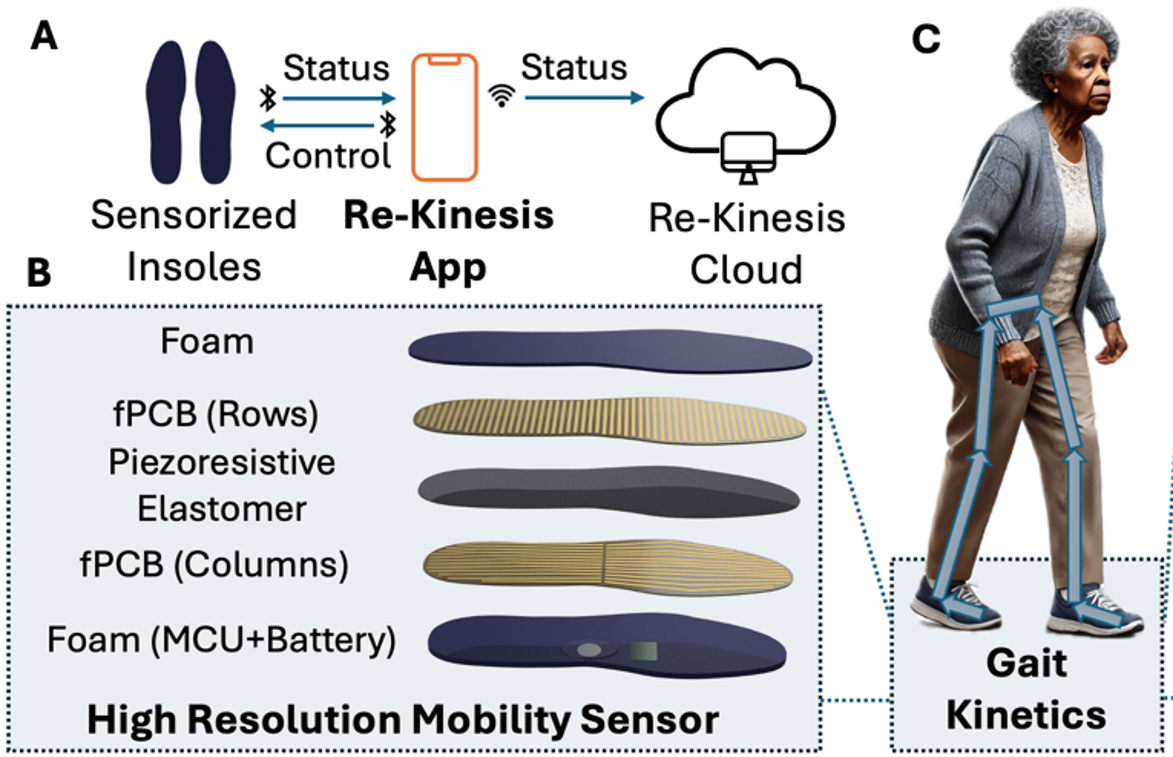 A
Status
Status
Control
Sensorized
Insoles
Re-Kinesis
App
Re-Kinesis
Cloud
B
Foam
fPCB (Rows)
Piezoresistive
Elastomer
fPCB (Columns)
Foam (MCU+Battery)
High Resolution Mobility Sensor
C
Gait
Kinetics